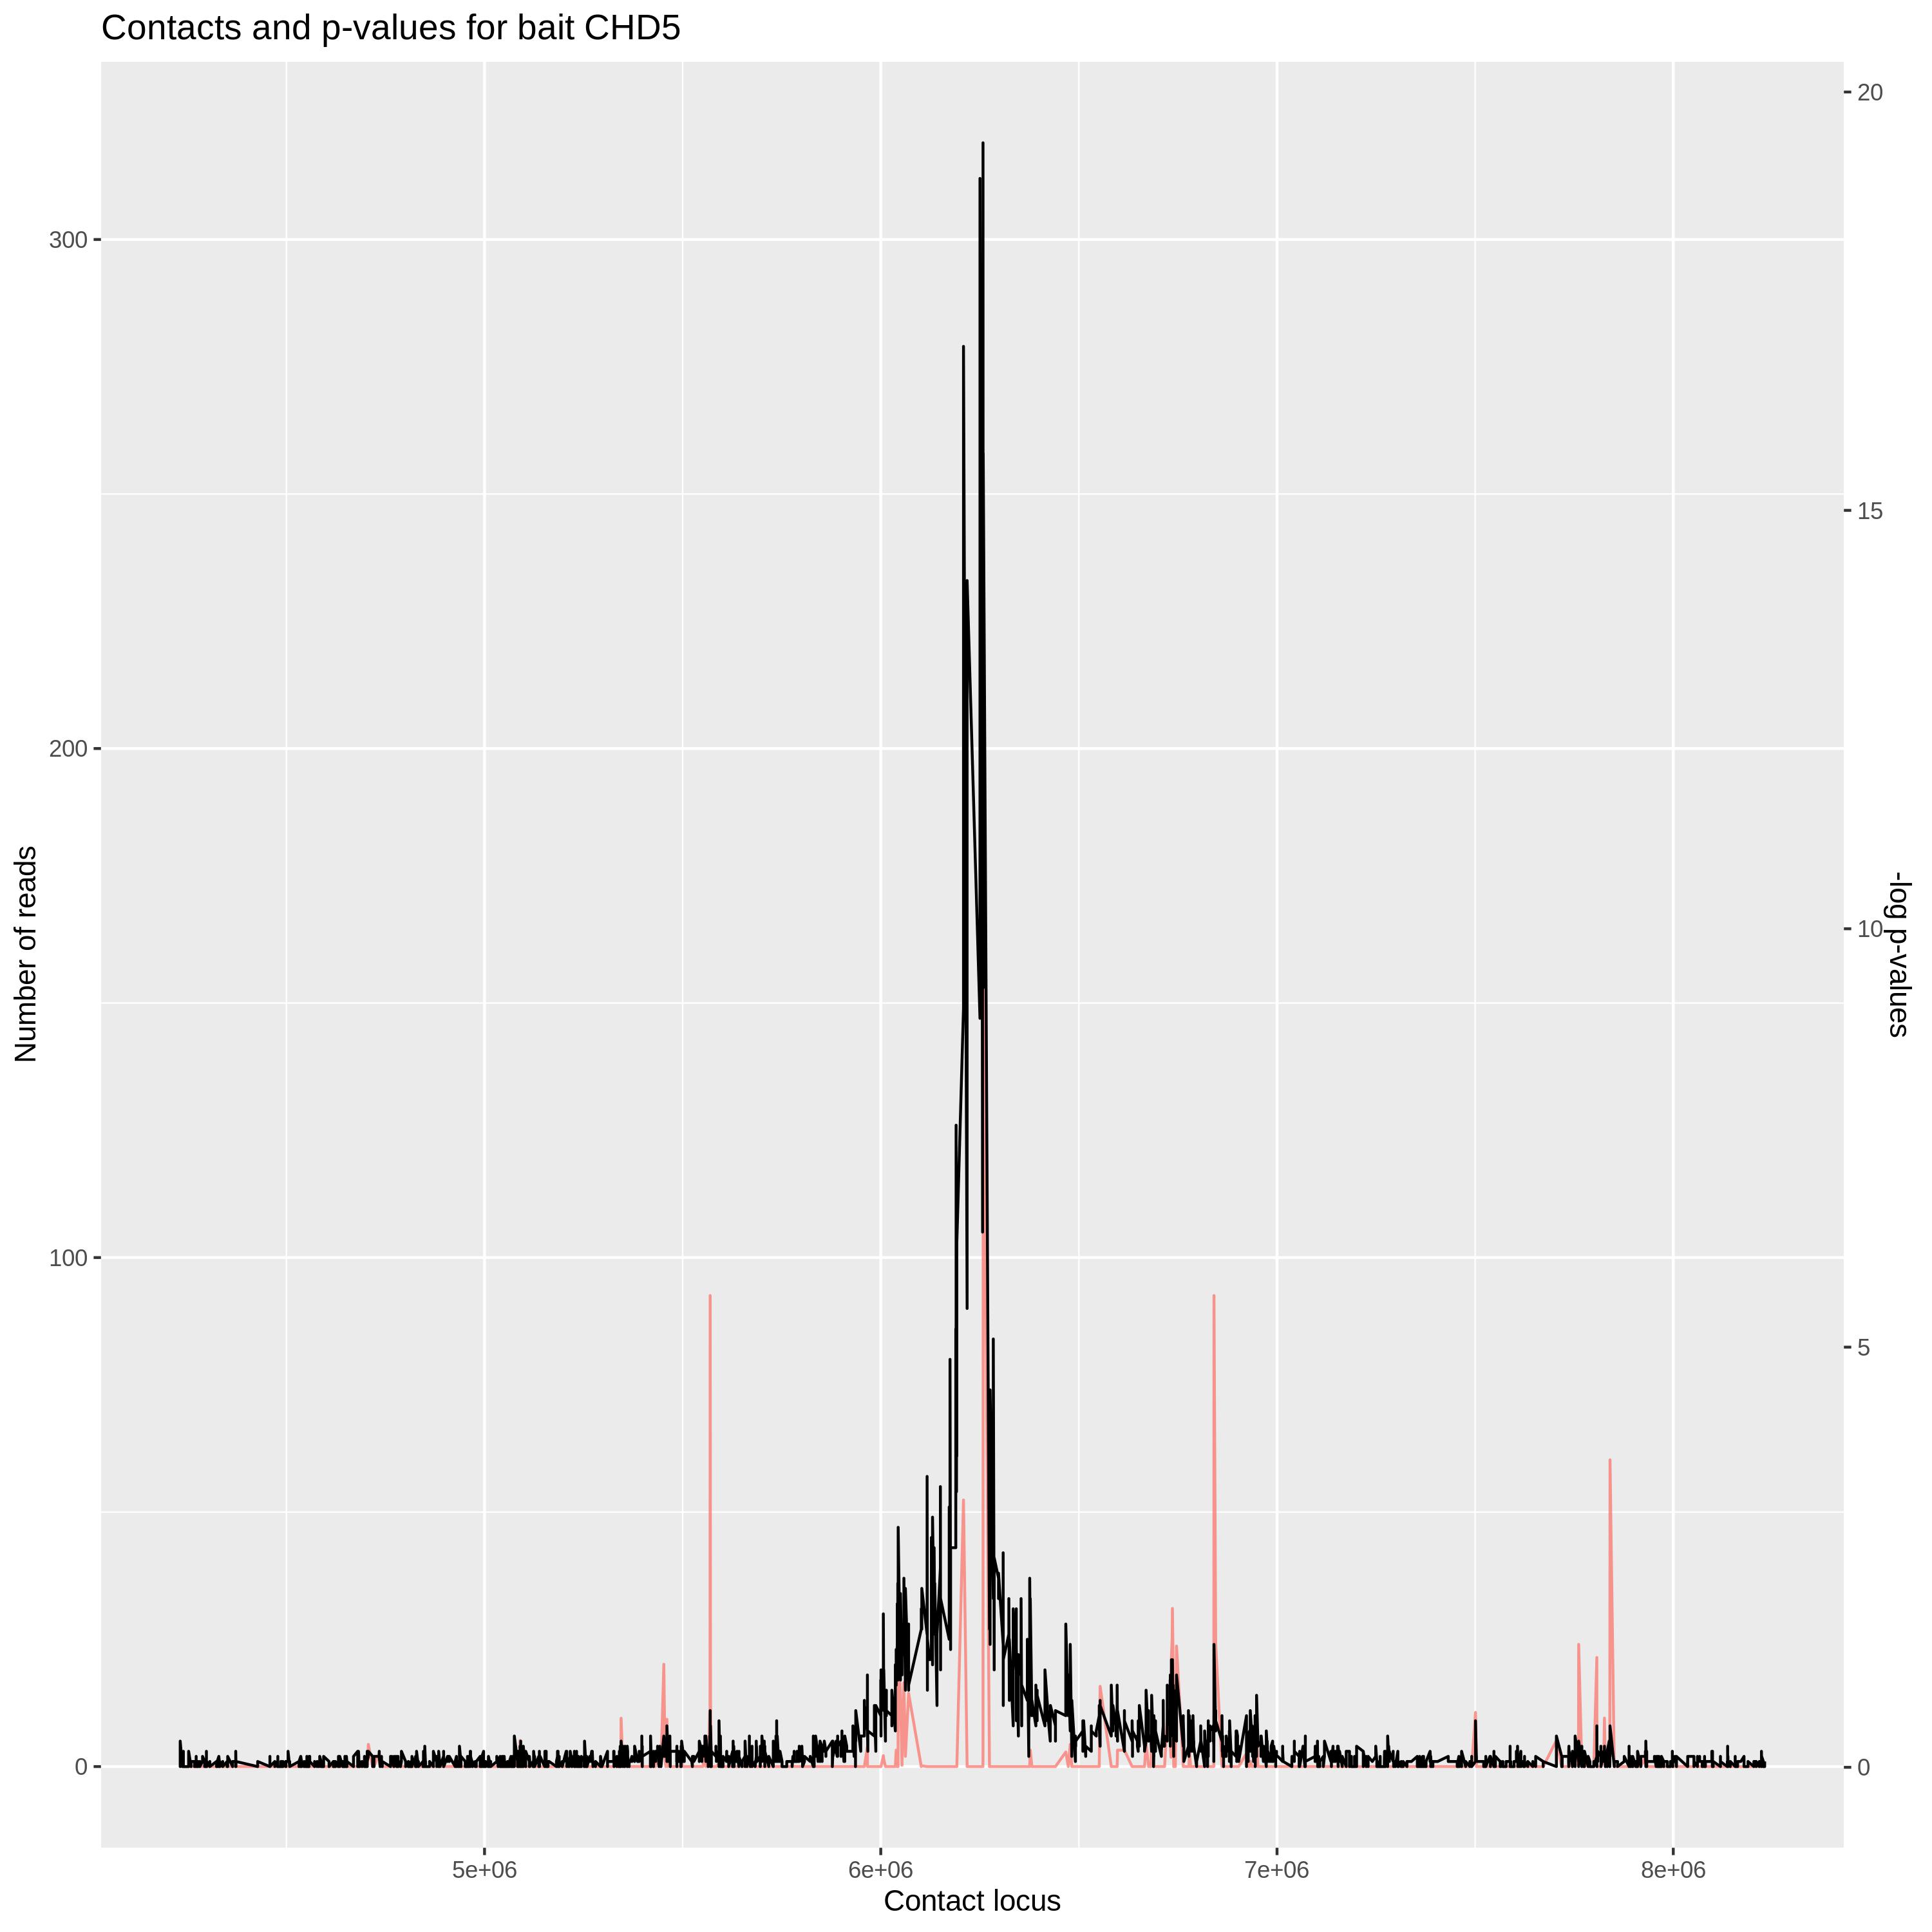 Contacts and p-values for bait CHD5
Number of reads
300
200
100
0
20
15
10
5
0
-log p-values
5e+06 6e+06 7e+06 8e+06
Contact locus